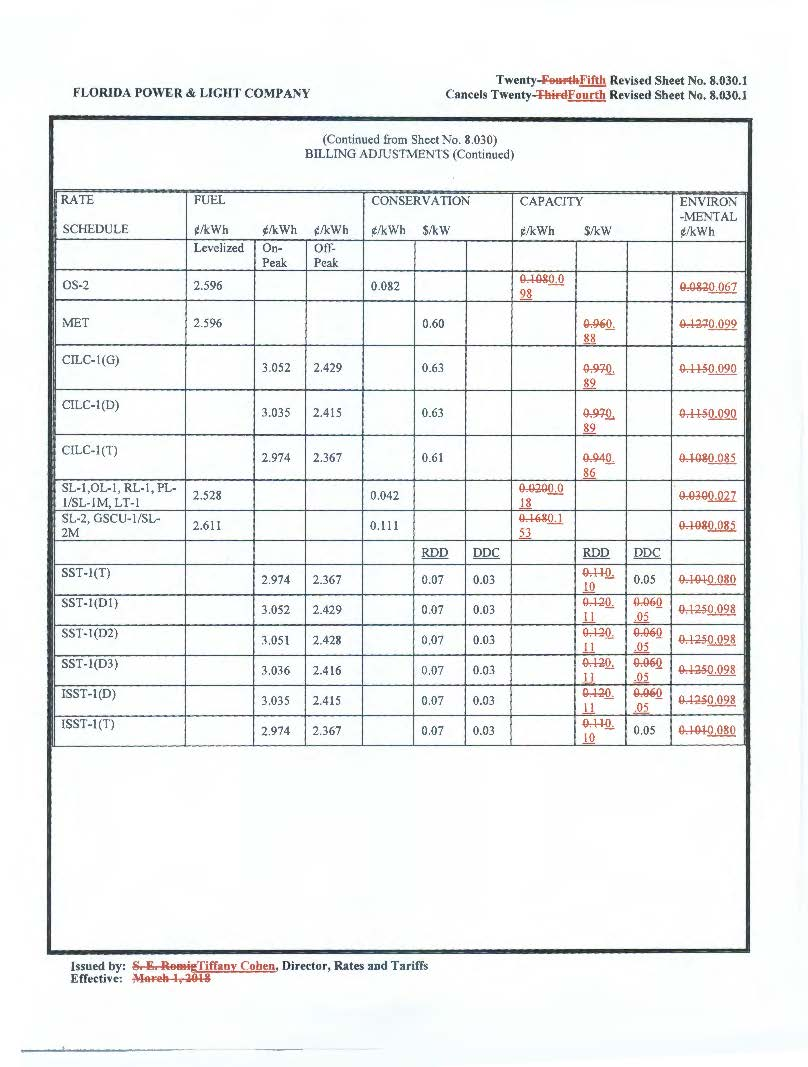 Twenty-FourthFifth Revised Sheet No. 8.030.1
FLORIDA POWER & LIGHT COMPANY Cancels Twenty-ThirdFourth Revised Sheet No. 8.030.1
(Continued from Sheet No. 8.030)
BILLING ADJUSTMENTS (Continued)
RATE FUEL CONSERVATION CAPACITY ENVIRON
-MENTAL
SCHEDULE ¢/kWh ¢/kWh ¢/kWh ¢/kWh $/kW ¢/kWh $/kW ¢/kWh
Levelized On- Off-
Peak Peak
OS-2 2.596 0.082 0.1080.0 0.0820.067
98
MET 2.596 0.60 0.960. 0.1270.099
88
CILC-1(G) 3.052 2.429 0.63 0.970. 0.1150.090
89
CILC-1(D) 3.035 2.415 0.63 0.970. 0.1150.090
89
CILC-1(T) 2.974 2.367 0.61 0.940. 0.1080.085
86
SL-1,OL-1, RL-1, PL- 2.528 0.042 0.0200.0 0.0300.027
1/SL-1M, LT-1 18
SL-2, GSCU-1/SL- 2.611 0.111 0.1680.1 0.1080.085
2M 53
RDD DDC RDD DDC
SST-1(T) 2.974 2.367 0.07 0.03 0.110. 0.05 0.1010.080
10
SST-1(D1) 3.052 2.429 0.07 0.03 0.120. 0.060 0.1250.098
11 .05
SST-1(D2) 3.051 2.428 0.07 0.03 0.120. 0.060 0.1250.098
11 .05
SST-1(D3) 3.036 2.416 0.07 0.03 0.120. 0.060 0.1250.098
11 .05
ISST-1(D) 3.035 2.415 0.07 0.03 0.120. 0.060 0.1250.098
11 .05
ISST-1(T) 2.974 2.367 0.07 0.03 0.110. 0.05 0.1010.080
10
Issued by: S. E. RomigTiffany Cohen, Director, Rates and Tariffs
Effective: March 1, 2018